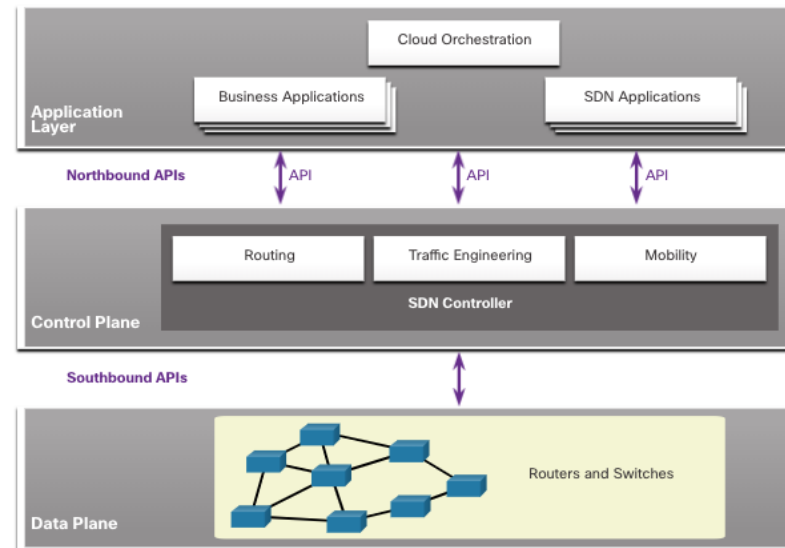 Cloud Orchestration
Business Applications
SDN Applications
Application
Layer
Northbound APIs
API
API
API
Routing
Traffic Engineering
Mobility
SDN Controller
Control Plane
Southbound APIs
Routers and Switches
Data Plane